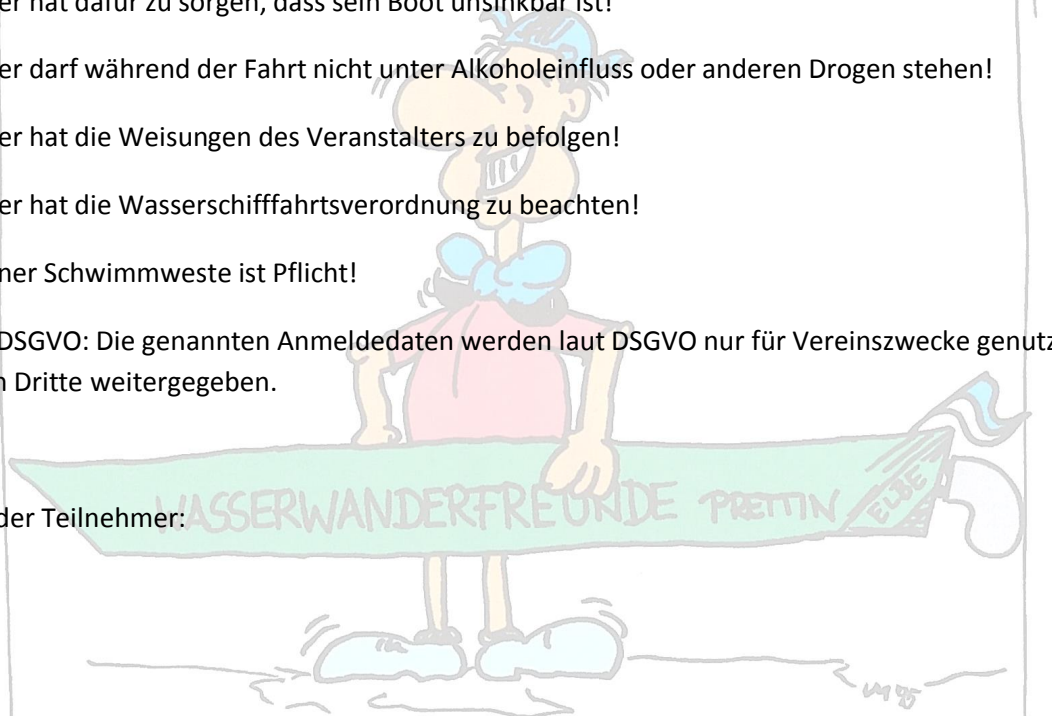 er hat dafür zu sorgen, dass sein Boot unsinkbar ist!
er darf während der Fahrt nicht unter Alkoholeinfluss oder anderen Drogen stehen!
er hat die Weisungen des Veranstalters zu befolgen!
er hat die Wasserschifffahrtsverordnung zu beachten!
ner Schwimmweste ist Pflicht!
DSGVO: Die genannten Anmeldedaten werden laut DSGVO nur für Vereinszwecke genutz
n Dritte weitergegeben.
der Teilnehmer:
WASSERWANDERFREUNDE PRETTIN ELBE